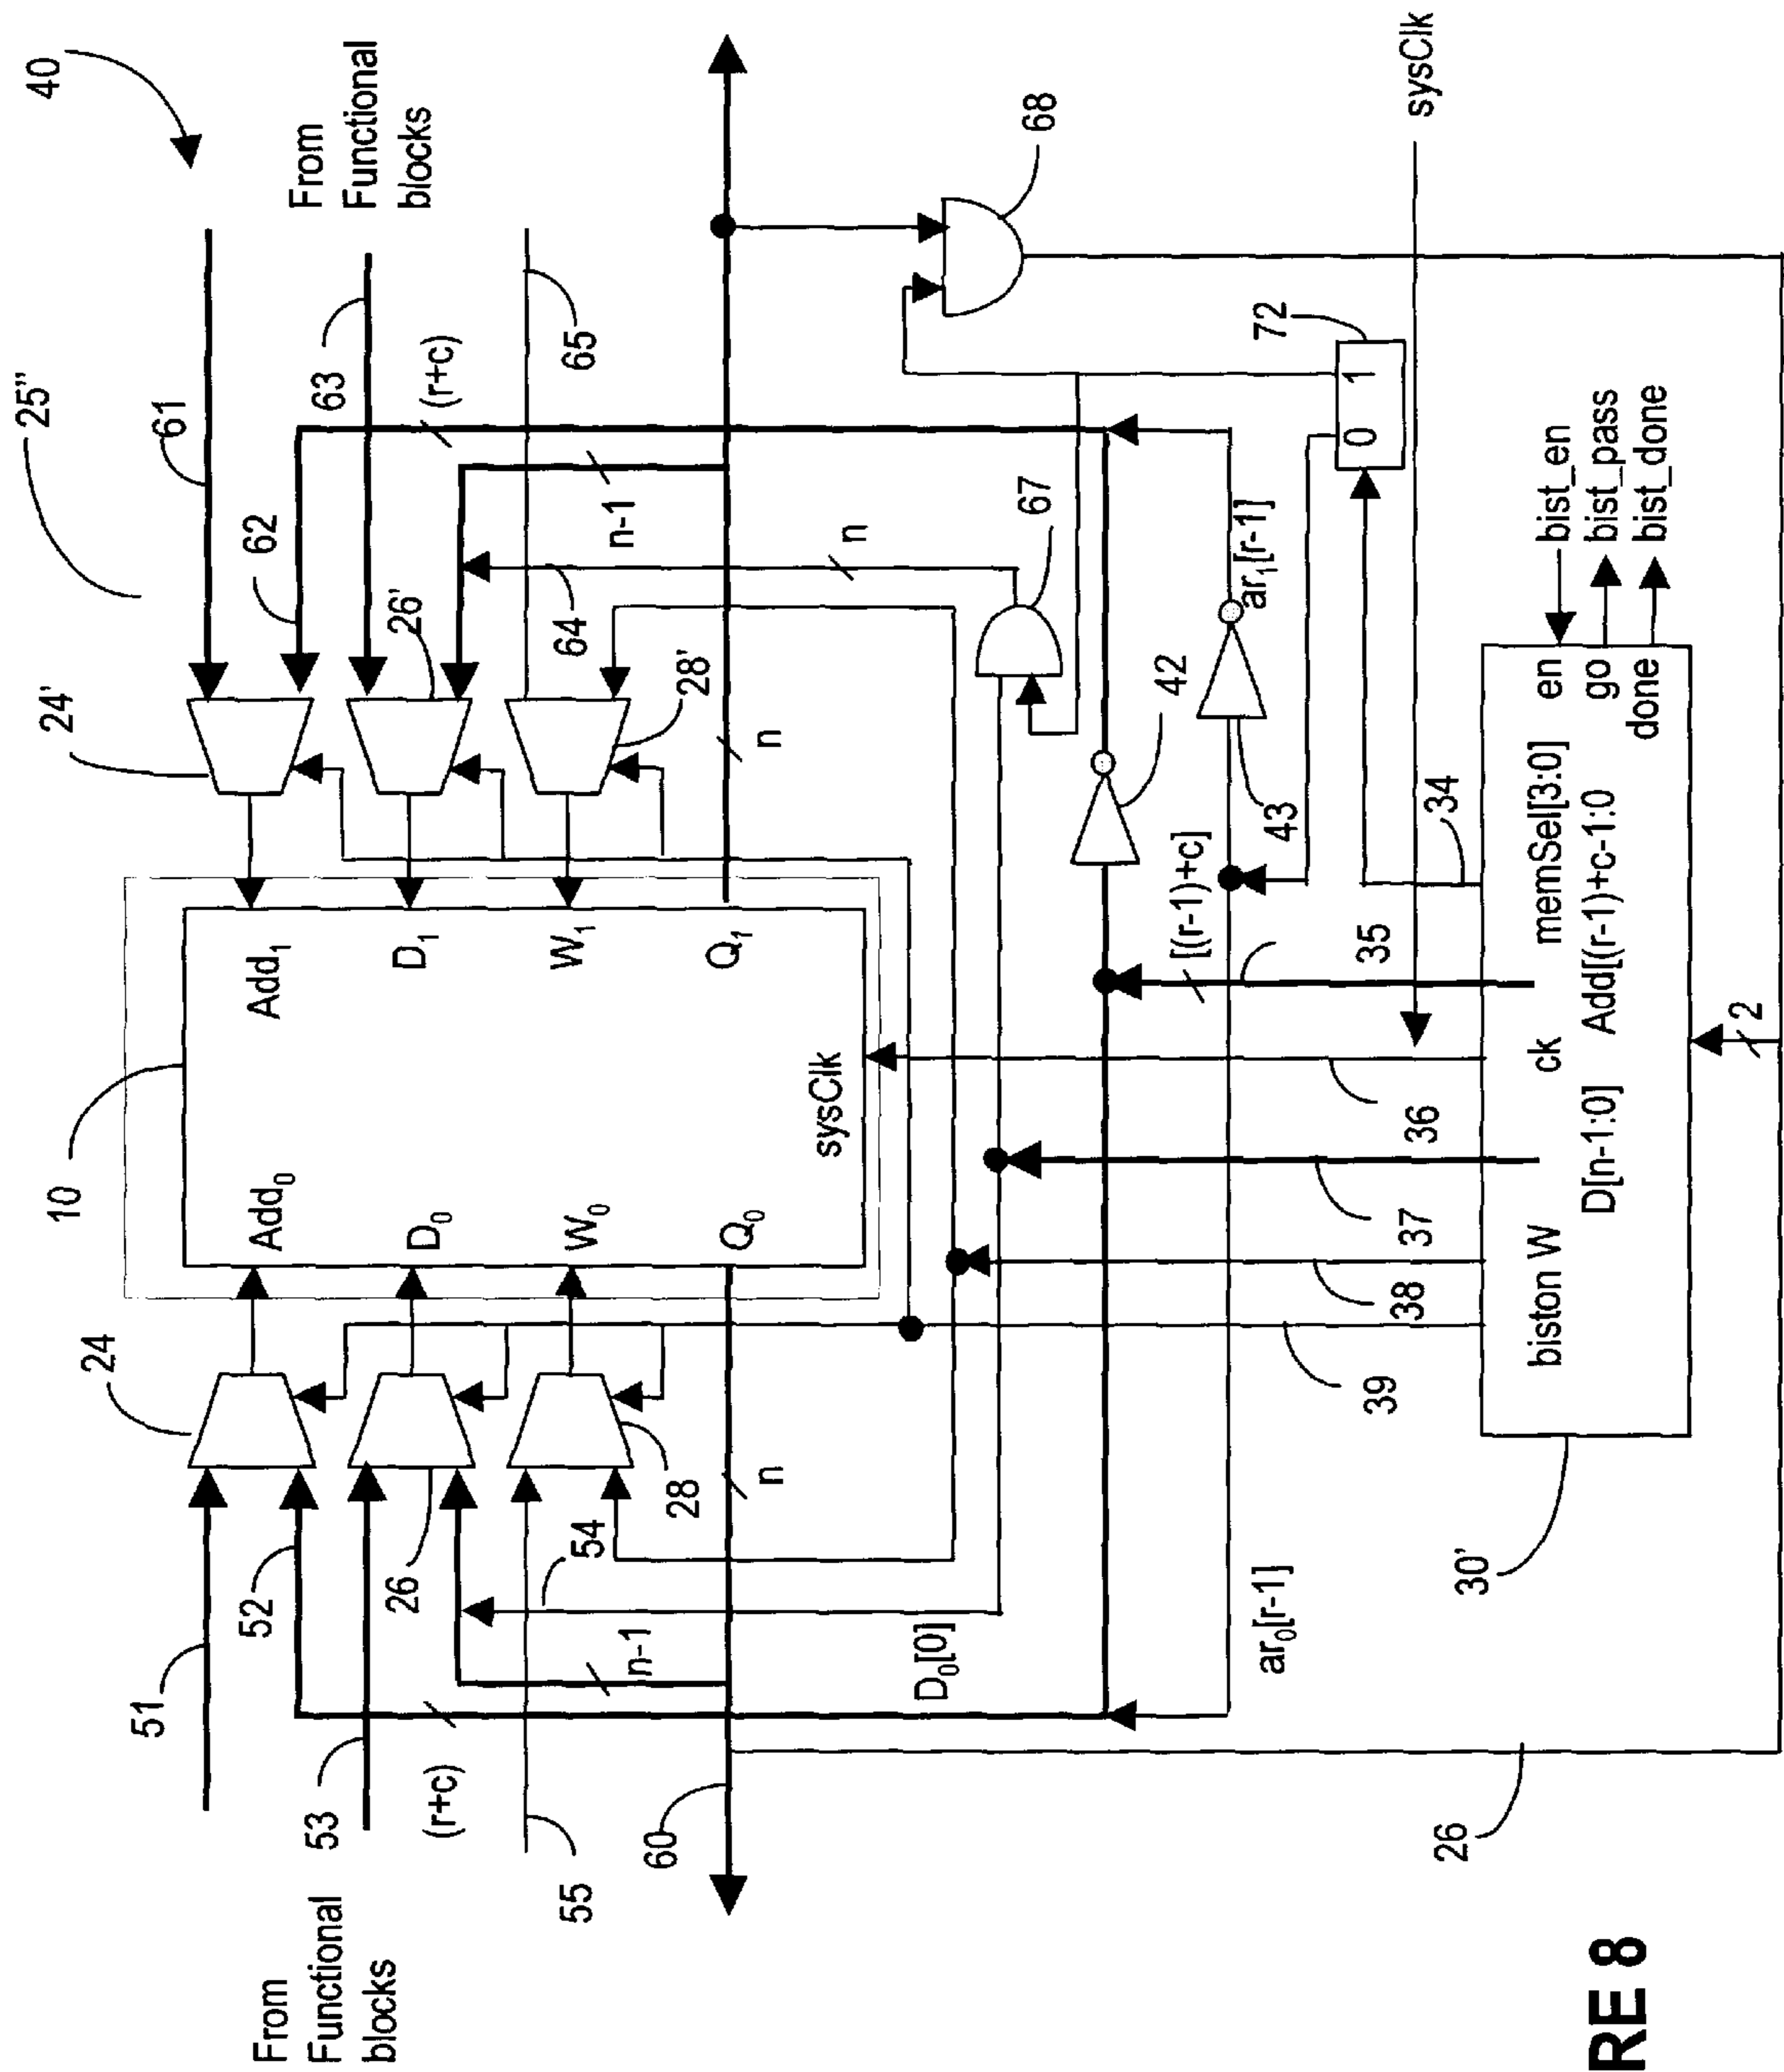 40
25''
From
Functional
blocks
61
62
63
(r+c)
65
24'
26'
28'
n-1
64
n
n
67
68
72
0 1
sysClk
10
Add₁
D₁
W₁
Q₁
Add₀
D₀
W₀
Q₀
sysClk
42
43
ar₁[r-1]
[(r-1)+c]
34
35
36
37
38
39
24
26
28
51
52
53
54
55
(r+c)
n-1
n
60
D₀[0]
ar₀[r-1]
From
Functional
blocks
bist_en
bist_pass
bist_done
en
go
done
memSel[3:0]
Add[(r-1)+c-1:0
ck
D[n-1:0]
biston W
30'
2
26
RE 8